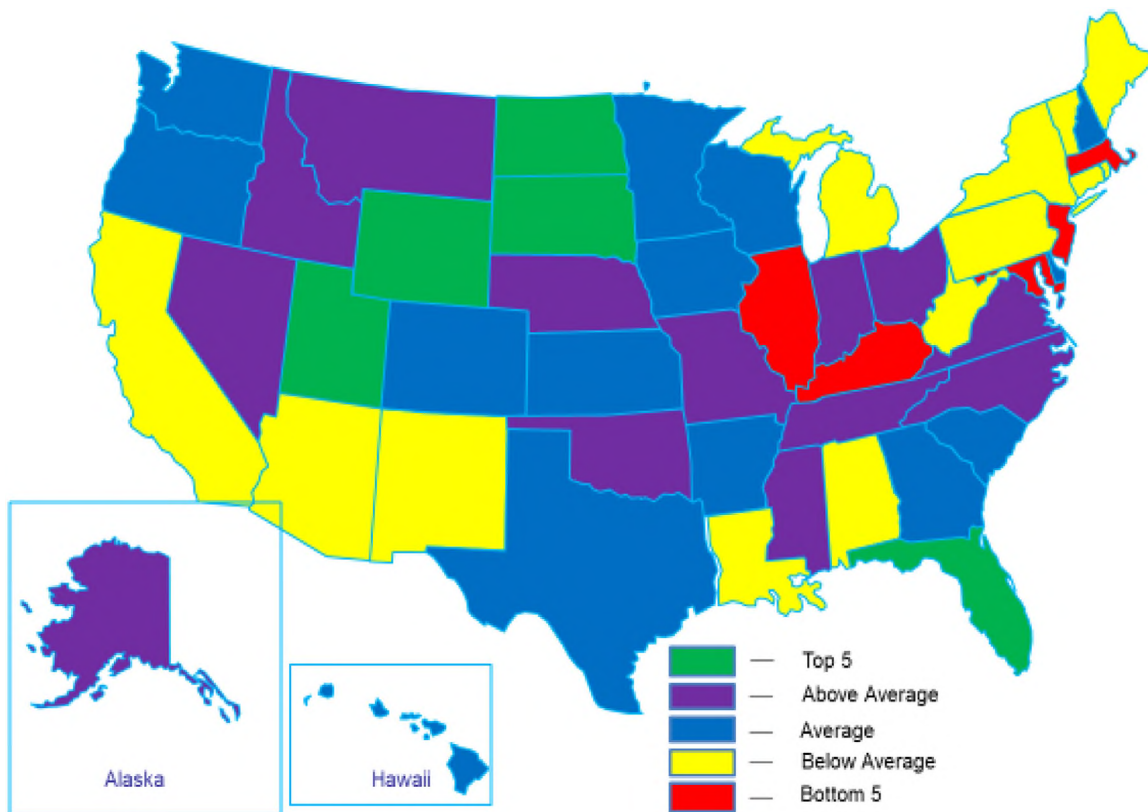 Alaska
Hawaii
— Top 5
— Above Average
— Average
— Below Average
— Bottom 5